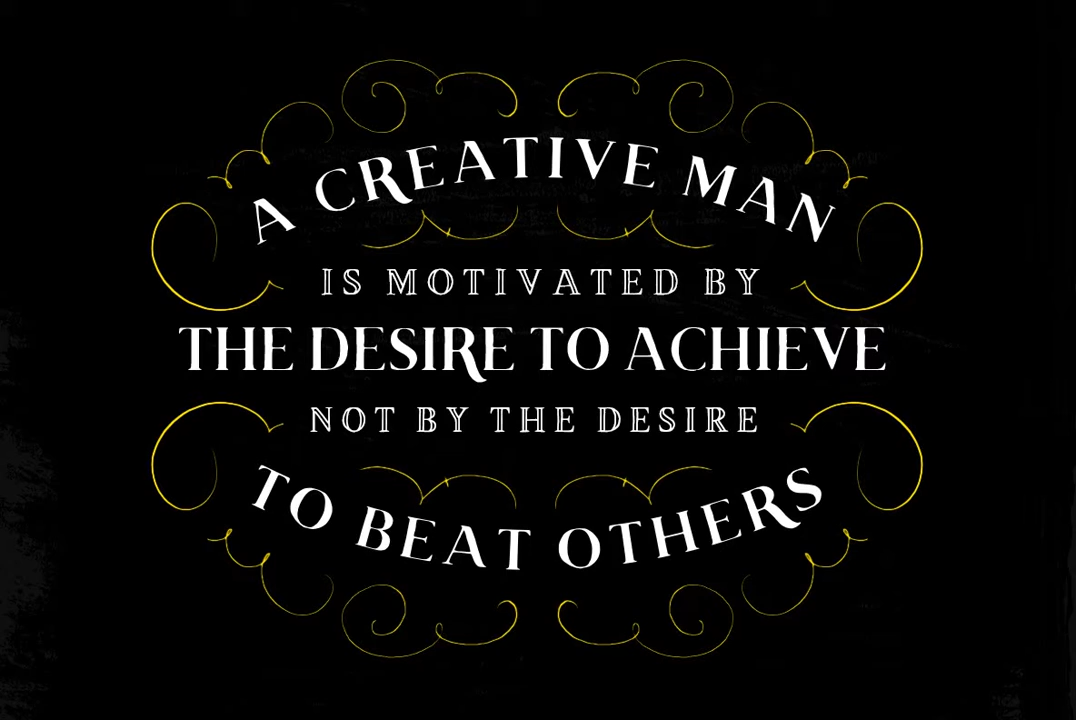 A CREATIVE MAN
IS MOTIVATED BY
THE DESIRE TO ACHIEVE
NOT BY THE DESIRE
TO BEAT OTHERS